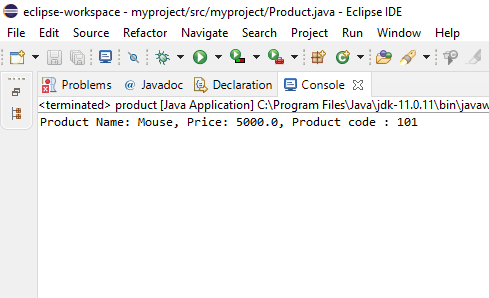 eclipse-workspace - myproject/src/myproject/Product.java - Eclipse IDE
File Edit Source Refactor Navigate Search Project Run Window Help
Problems @ Javadoc Declaration Console
<terminated> product [Java Application] C:\Program Files\Java\jdk-11.0.11\bin\javaw
Product Name: Mouse, Price: 5000.0, Product code : 101